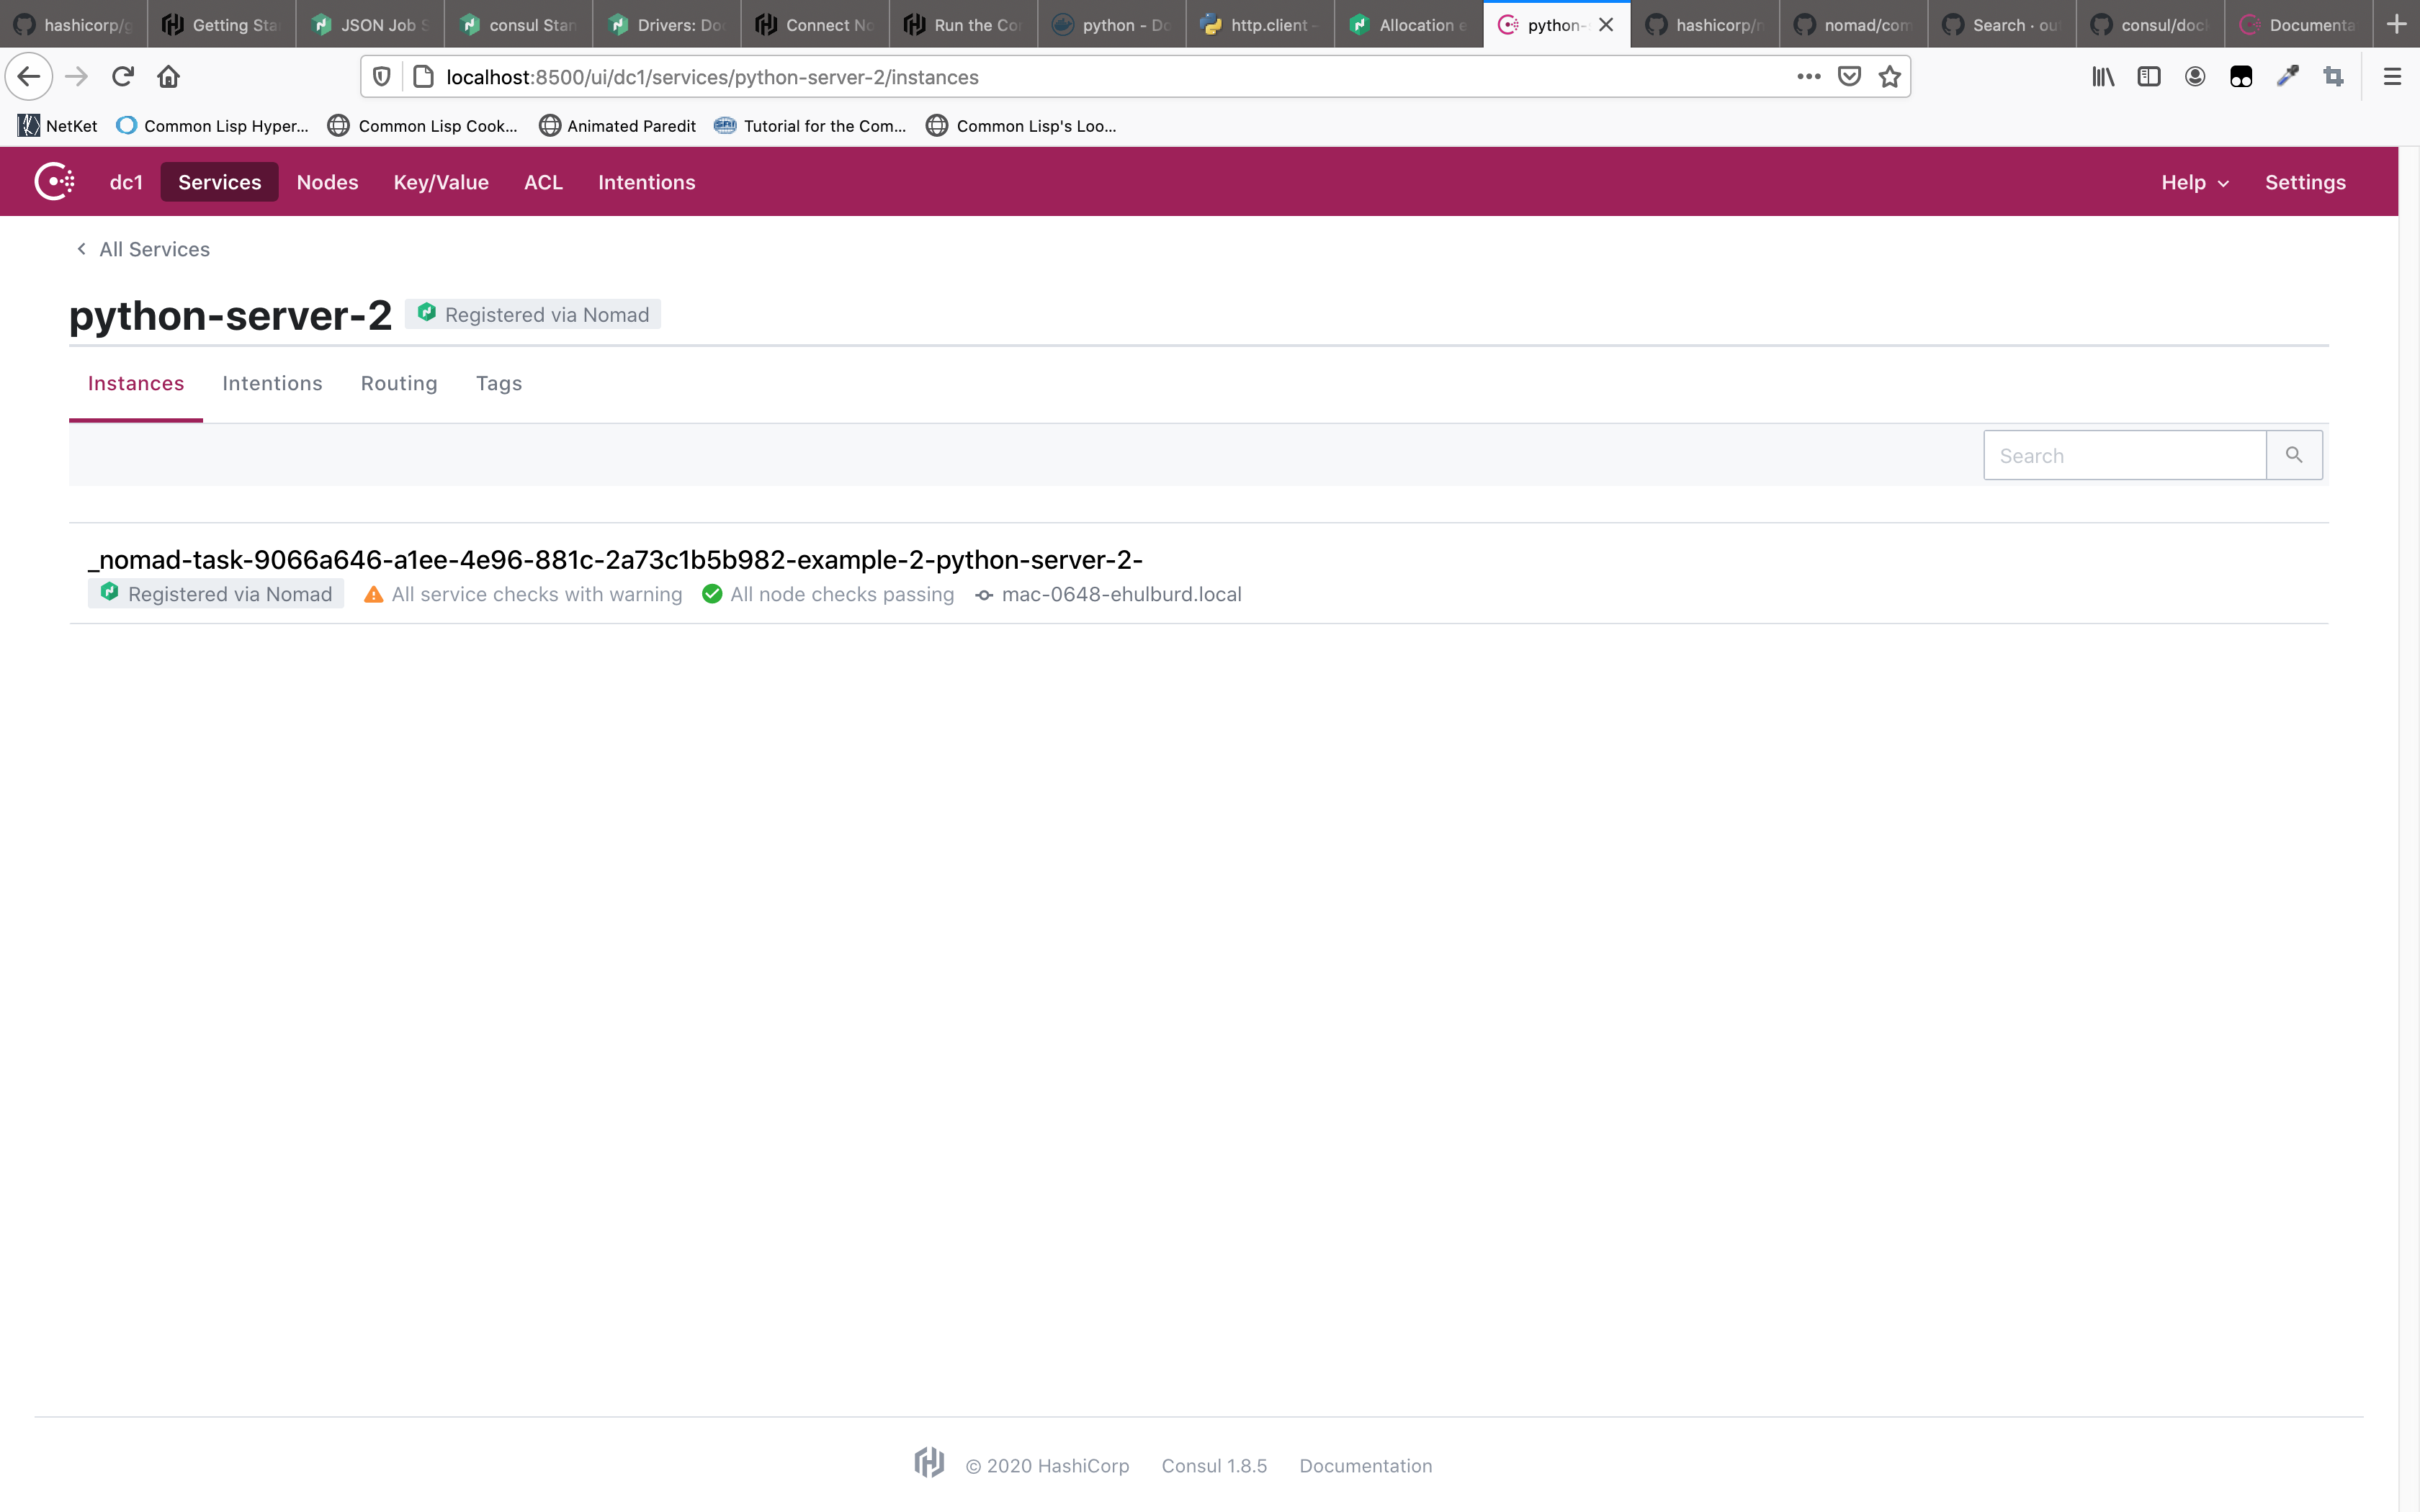 hashicorp/g Getting Sta JSON Job S consul Stan Drivers: Do Connect No Run the Co python - Do http.client - Allocation e python- hashicorp/n nomad/com Search · ou consul/dock Documenta
localhost:8500/ui/dc1/services/python-server-2/instances
NetKet Common Lisp Hyper... Common Lisp Cook... Animated Paredit SRI Tutorial for the Com... Common Lisp's Loo...
dc1 Services Nodes Key/Value ACL Intentions Help Settings
All Services
python-server-2 Registered via Nomad
Instances Intentions Routing Tags
Search
_nomad-task-9066a646-a1ee-4e96-881c-2a73c1b5b982-example-2-python-server-2-
Registered via Nomad All service checks with warning All node checks passing mac-0648-ehulburd.local
© 2020 HashiCorp Consul 1.8.5 Documentation